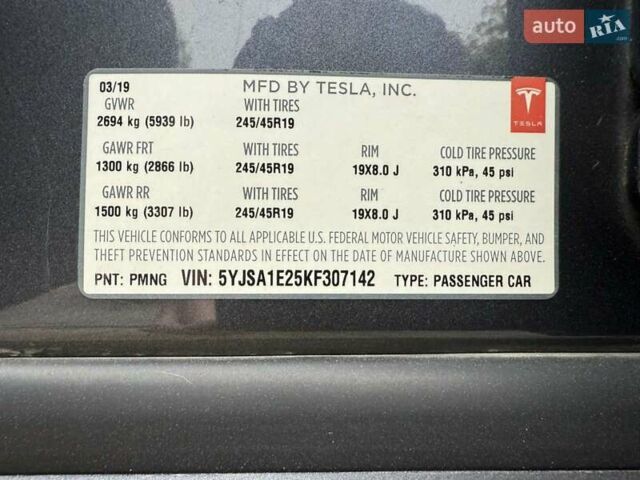 auto RIA
.com
03/19 MFD BY TESLA, INC.
GVWR WITH TIRES
2694 kg (5939 lb) 245/45R19
TESLA
GAWR FRT WITH TIRES RIM COLD TIRE PRESSURE
1300 kg (2866 lb) 245/45R19 19X8.0 J 310 kPa, 45 psi
GAWR RR WITH TIRES RIM COLD TIRE PRESSURE
1500 kg (3307 lb) 245/45R19 19X8.0 J 310 kPa, 45 psi
THIS VEHICLE CONFORMS TO ALL APPLICABLE U.S. FEDERAL MOTOR VEHICLE SAFETY, BUMPER, AND
THEFT PREVENTION STANDARDS IN EFFECT ON THE DATE OF MANUFACTURE SHOWN ABOVE.
PNT: PMNG VIN: 5YJSA1E25KF307142 TYPE: PASSENGER CAR